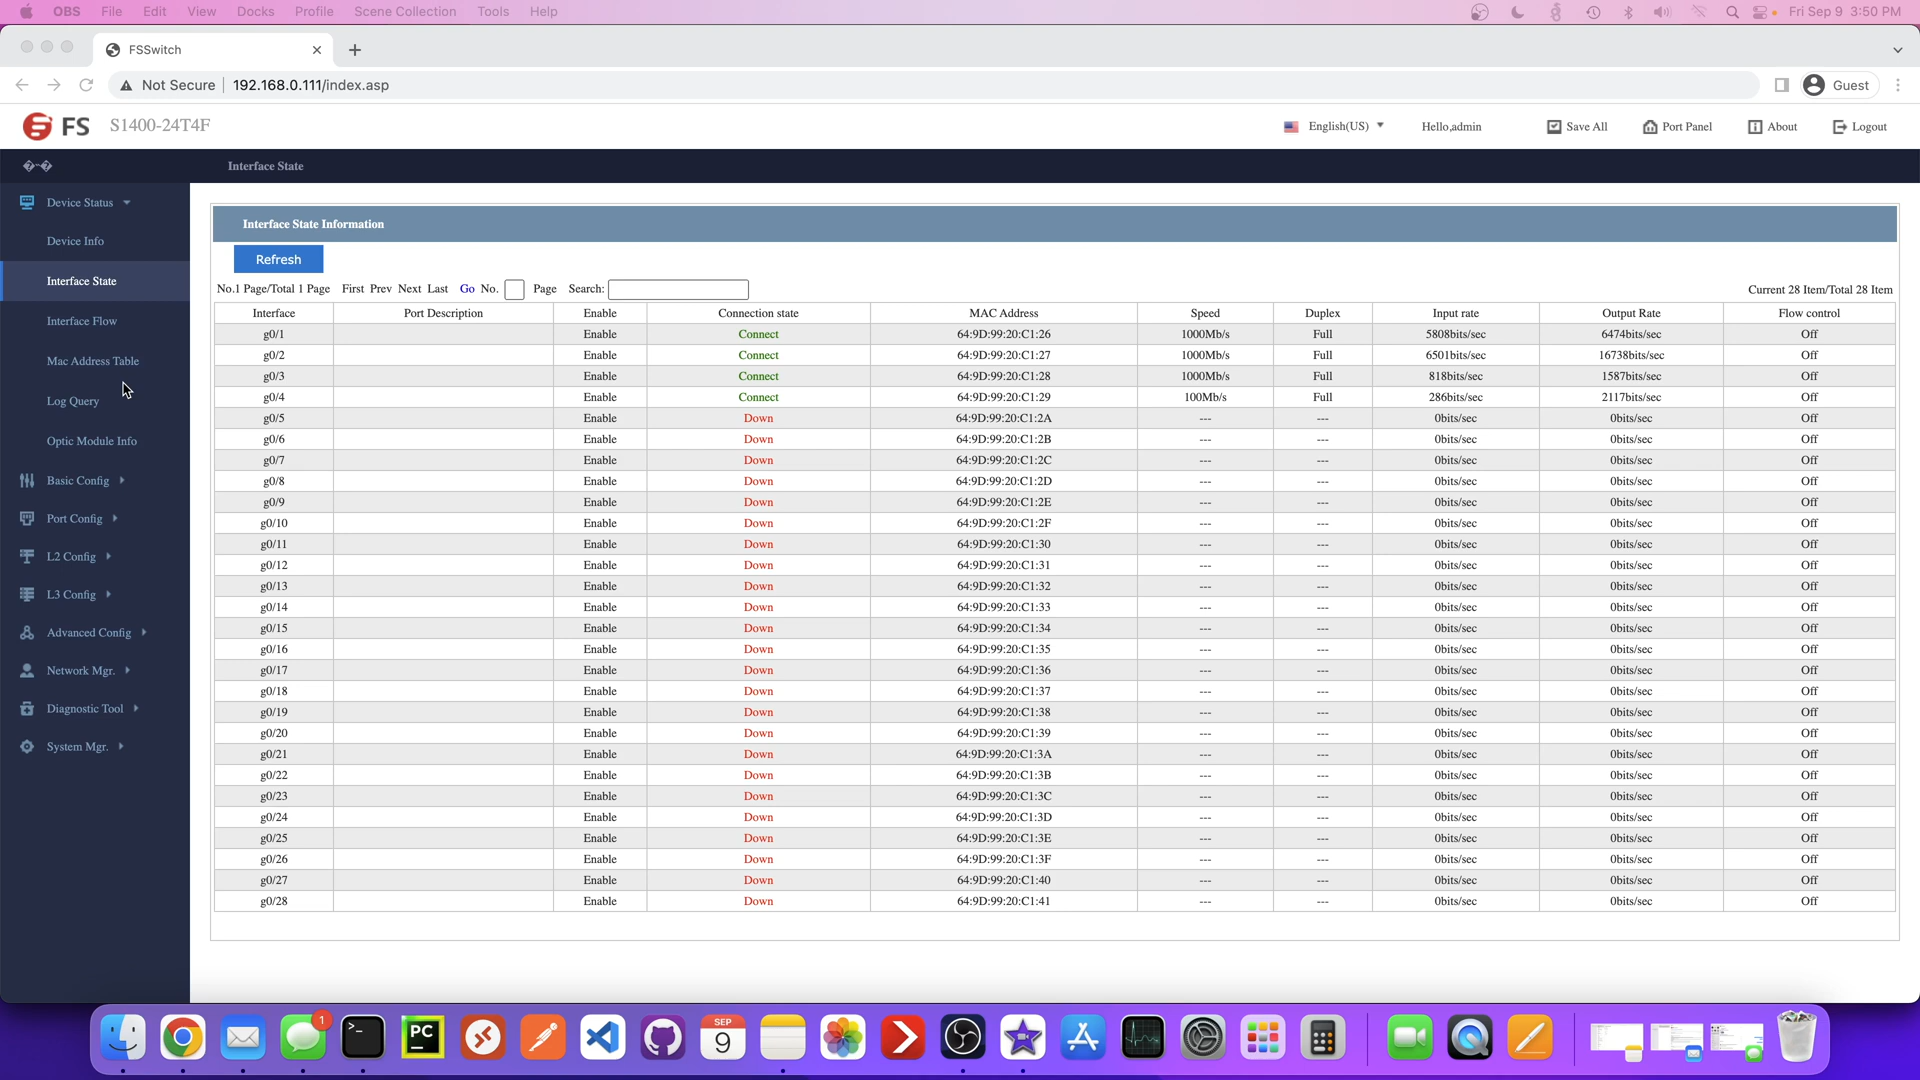 OBS File Edit View Docks Profile Scene Collection Tools Help Fri Sep 9 3:50 PM
FSSwitch
Not Secure 192.168.0.111/index.asp Guest
FS S1400-24T4F English(US) Hello,admin Save All Port Panel About Logout
�~� Interface State
Device Status
Device Info
Interface State
Interface Flow
Mac Address Table
Log Query
Optic Module Info
Basic Config
Port Config
L2 Config
L3 Config
Advanced Config
Network Mgr.
Diagnostic Tool
System Mgr.
Interface State Information
Refresh
No.1 Page/Total 1 Page First Prev Next Last Go No. Page Search: Current 28 Item/Total 28 Item
Interface Port Description Enable Connection state MAC Address Speed Duplex Input rate Output Rate Flow control
g0/1 Enable Connect 64:9D:99:20:C1:26 1000Mb/s Full 5808bits/sec 6474bits/sec Off
g0/2 Enable Connect 64:9D:99:20:C1:27 1000Mb/s Full 6501bits/sec 16738bits/sec Off
g0/3 Enable Connect 64:9D:99:20:C1:28 1000Mb/s Full 818bits/sec 1587bits/sec Off
g0/4 Enable Connect 64:9D:99:20:C1:29 100Mb/s Full 286bits/sec 2117bits/sec Off
g0/5 Enable Down 64:9D:99:20:C1:2A --- --- 0bits/sec 0bits/sec Off
g0/6 Enable Down 64:9D:99:20:C1:2B --- --- 0bits/sec 0bits/sec Off
g0/7 Enable Down 64:9D:99:20:C1:2C --- --- 0bits/sec 0bits/sec Off
g0/8 Enable Down 64:9D:99:20:C1:2D --- --- 0bits/sec 0bits/sec Off
g0/9 Enable Down 64:9D:99:20:C1:2E --- --- 0bits/sec 0bits/sec Off
g0/10 Enable Down 64:9D:99:20:C1:2F --- --- 0bits/sec 0bits/sec Off
g0/11 Enable Down 64:9D:99:20:C1:30 --- --- 0bits/sec 0bits/sec Off
g0/12 Enable Down 64:9D:99:20:C1:31 --- --- 0bits/sec 0bits/sec Off
g0/13 Enable Down 64:9D:99:20:C1:32 --- --- 0bits/sec 0bits/sec Off
g0/14 Enable Down 64:9D:99:20:C1:33 --- --- 0bits/sec 0bits/sec Off
g0/15 Enable Down 64:9D:99:20:C1:34 --- --- 0bits/sec 0bits/sec Off
g0/16 Enable Down 64:9D:99:20:C1:35 --- --- 0bits/sec 0bits/sec Off
g0/17 Enable Down 64:9D:99:20:C1:36 --- --- 0bits/sec 0bits/sec Off
g0/18 Enable Down 64:9D:99:20:C1:37 --- --- 0bits/sec 0bits/sec Off
g0/19 Enable Down 64:9D:99:20:C1:38 --- --- 0bits/sec 0bits/sec Off
g0/20 Enable Down 64:9D:99:20:C1:39 --- --- 0bits/sec 0bits/sec Off
g0/21 Enable Down 64:9D:99:20:C1:3A --- --- 0bits/sec 0bits/sec Off
g0/22 Enable Down 64:9D:99:20:C1:3B --- --- 0bits/sec 0bits/sec Off
g0/23 Enable Down 64:9D:99:20:C1:3C --- --- 0bits/sec 0bits/sec Off
g0/24 Enable Down 64:9D:99:20:C1:3D --- --- 0bits/sec 0bits/sec Off
g0/25 Enable Down 64:9D:99:20:C1:3E --- --- 0bits/sec 0bits/sec Off
g0/26 Enable Down 64:9D:99:20:C1:3F --- --- 0bits/sec 0bits/sec Off
g0/27 Enable Down 64:9D:99:20:C1:40 --- --- 0bits/sec 0bits/sec Off
g0/28 Enable Down 64:9D:99:20:C1:41 --- --- 0bits/sec 0bits/sec Off
1
>_
PC
SEP
9